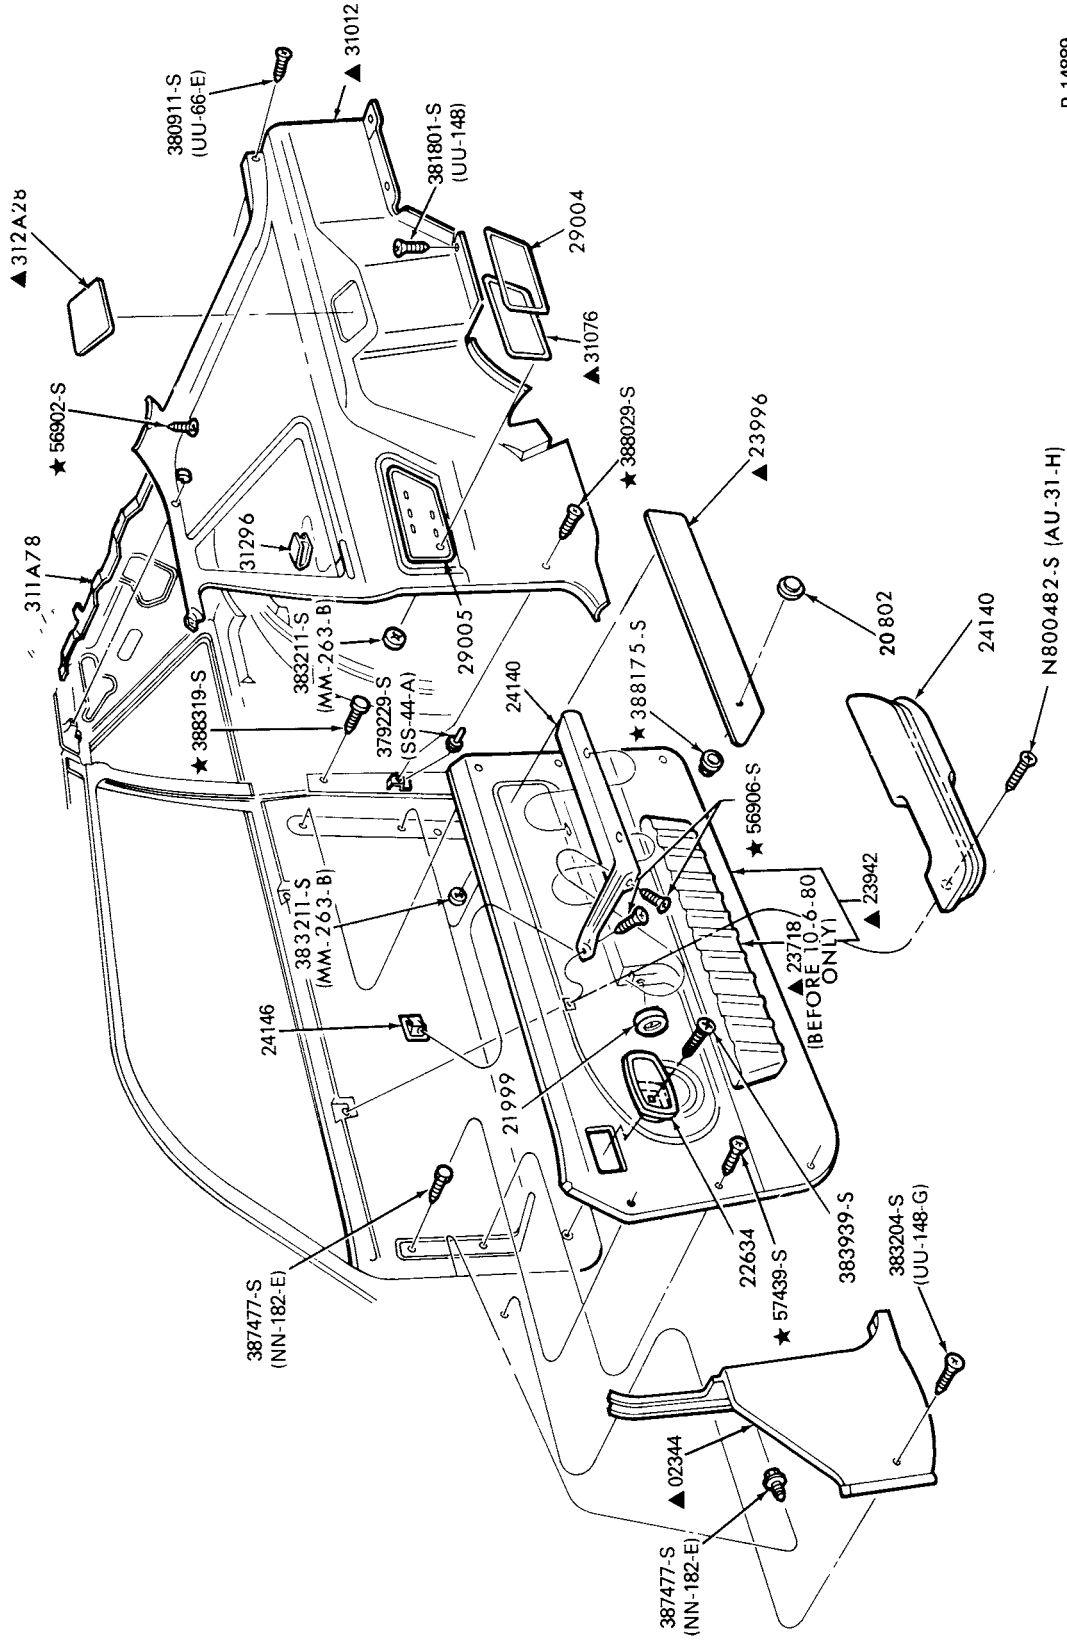 ▲ 312A28
380911-S
(UU-66-E)
▲ 31012
★ 56902-S
381801-S
(UU-148)
311A78
29004
▲ 31076
31296
★ 388029-S
383211-S
(MM-263-B)
▲ 23996
★ 388319-S
379229-S
(SS-44-A)
29005
20802
24140
24140
★ 388175-S
N800482-S (AU-31-H)
383211-S
(MM-263-B)
★ 56906-S
24146
▲ 23942
▲ 23718
(BEFORE 10-6-80
ONLY)
21999
387477-S
(NN-182-E)
22634
383939-S
★ 57439-S
383204-S
(UU-148-G)
▲ 02344
387477-S
(NN-182-E)